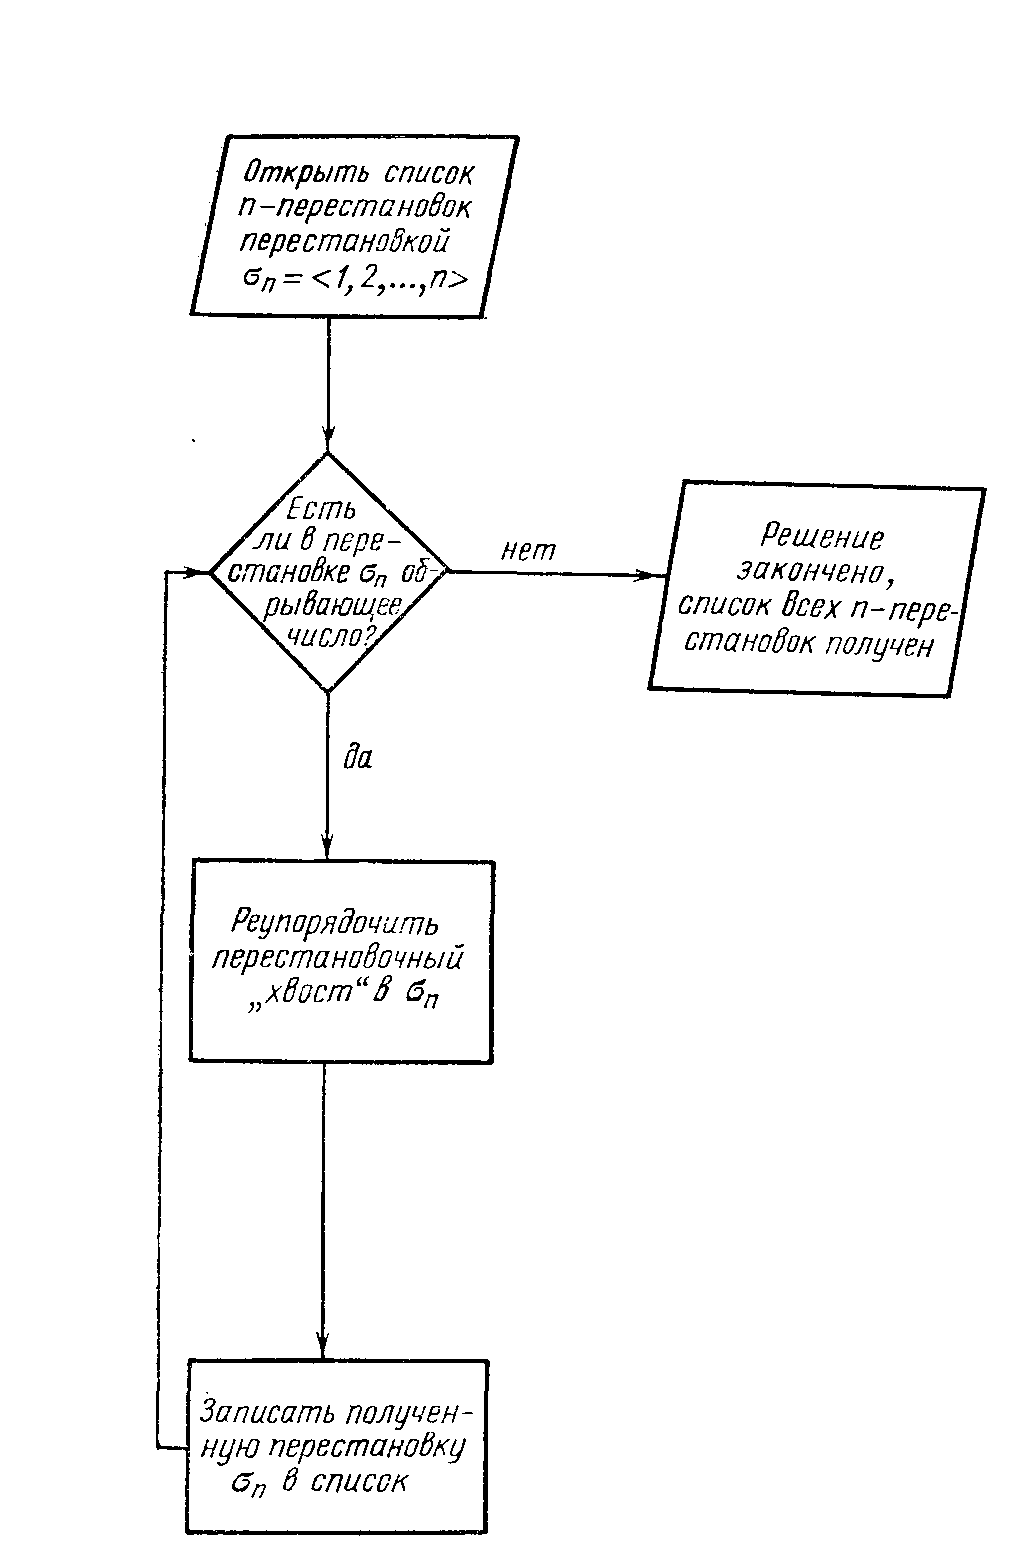 Открыть список
n-перестановок
перестановкой
σn = <1, 2,..., n>
Есть
ли в пере-
становке σn об-
рывающее
число?
нет
Решение
закончено,
список всех n-пере-
становок получен
да
Реупорядочить
перестановочный
„хвост“ в σn
Записать получен-
ную перестановку
σn в список